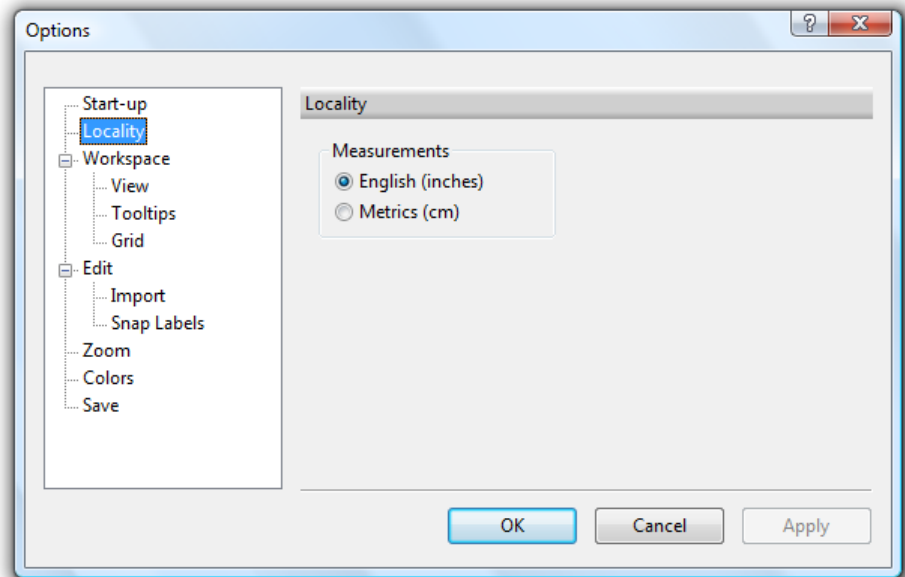 Options
Start-up
Locality
Workspace
View
Tooltips
Grid
Edit
Import
Snap Labels
Zoom
Colors
Save
Locality
Measurements
English (inches)
Metrics (cm)
OK
Cancel
Apply